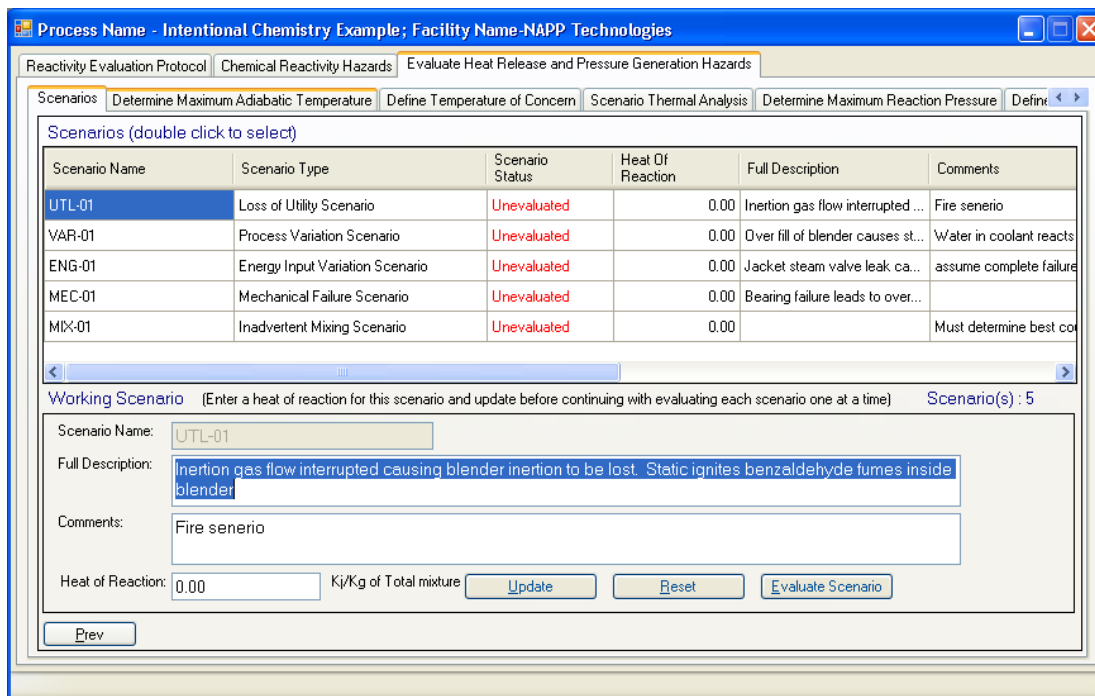 Process Name - Intentional Chemistry Example; Facility Name-NAPP Technologies
Reactivity Evaluation Protocol Chemical Reactivity Hazards Evaluate Heat Release and Pressure Generation Hazards
Scenarios Determine Maximum Adiabatic Temperature Define Temperature of Concern Scenario Thermal Analysis Determine Maximum Reaction Pressure Define
Scenarios (double click to select)
Scenario Name Scenario Type Scenario Status Heat Of Reaction Full Description Comments
UTL-01 Loss of Utility Scenario Unevaluated 0.00 Inertion gas flow interrupted ... Fire senerio
VAR-01 Process Variation Scenario Unevaluated 0.00 Over fill of blender causes st... Water in coolant reacts
ENG-01 Energy Input Variation Scenario Unevaluated 0.00 Jacket steam valve leak ca... assume complete failure
MEC-01 Mechanical Failure Scenario Unevaluated 0.00 Bearing failure leads to over...
MIX-01 Inadvertent Mixing Scenario Unevaluated 0.00 Must determine best cou
Working Scenario (Enter a heat of reaction for this scenario and update before continuing with evaluating each scenario one at a time) Scenario(s) : 5
Scenario Name: UTL-01
Full Description: Inertion gas flow interrupted causing blender inertion to be lost. Static ignites benzaldehyde fumes inside
blender
Comments: Fire senerio
Heat of Reaction: 0.00 Kj/Kg of Total mixture Update Reset Evaluate Scenario
Prev